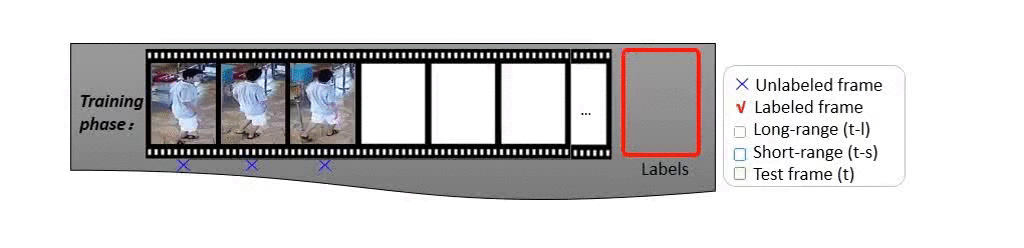 Training
phase：
...
Labels
Unlabeled frame
Labeled frame
Long-range (t-l)
Short-range (t-s)
Test frame (t)